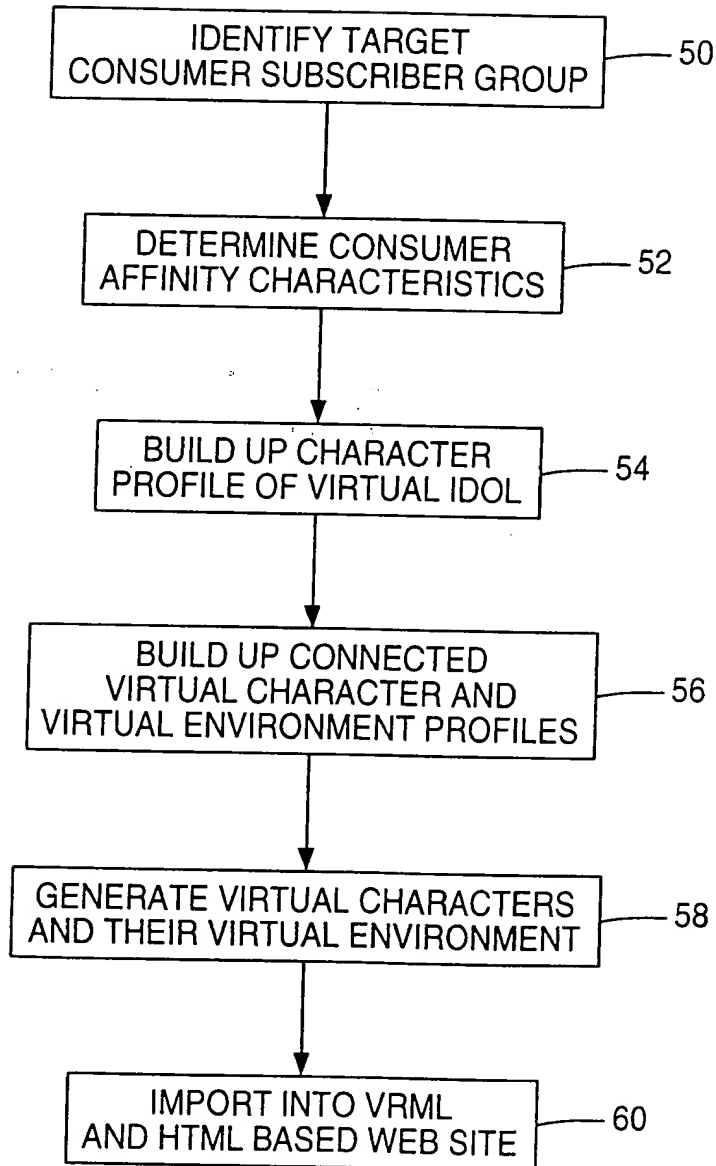 IDENTIFY TARGET
CONSUMER SUBSCRIBER GROUP
50
DETERMINE CONSUMER
AFFINITY CHARACTERISTICS
52
BUILD UP CHARACTER
PROFILE OF VIRTUAL IDOL
54
BUILD UP CONNECTED
VIRTUAL CHARACTER AND
VIRTUAL ENVIRONMENT PROFILES
56
GENERATE VIRTUAL CHARACTERS
AND THEIR VIRTUAL ENVIRONMENT
58
IMPORT INTO VRML
AND HTML BASED WEB SITE
60